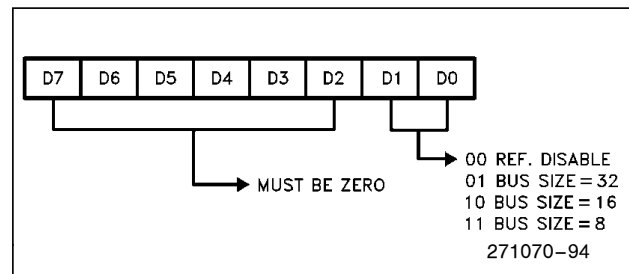 D7 D6 D5 D4 D3 D2 D1 D0
MUST BE ZERO
00 REF. DISABLE
01 BUS SIZE=32
10 BUS SIZE=16
11 BUS SIZE=8
271070-94